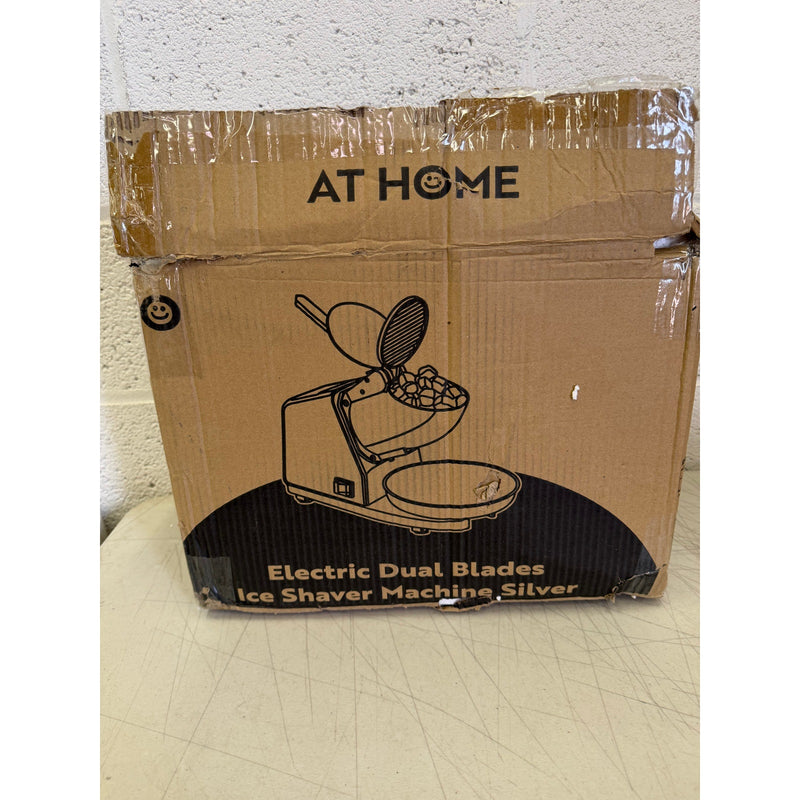 AT HOME
Electric Dual Blades
Ice Shaver Machine Silver